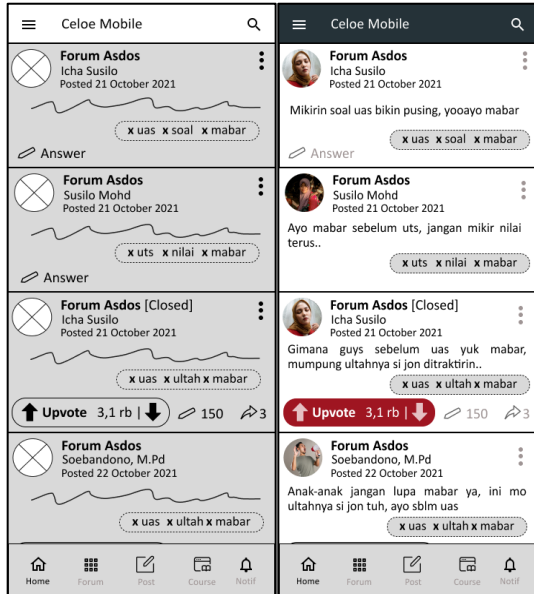 Celoe Mobile
Forum Asdos
Icha Susilo
Posted 21 October 2021
x uas x soal x mabar
Answer
Forum Asdos
Susilo Mohd
Posted 21 October 2021
x uts x nilai x mabar
Answer
Forum Asdos [Closed]
Icha Susilo
Posted 21 October 2021
x uas x ultah x mabar
Upvote 3,1 rb | 150 3
Forum Asdos
Soebandono, M.Pd
Posted 22 October 2021
x uas x ultah x mabar
Home Forum Post Course Notif
Celoe Mobile
Forum Asdos
Icha Susilo
Posted 21 October 2021
Mikirin soal uas bikin pusing, yooayo mabar
x uas x soal x mabar
Answer
Forum Asdos
Susilo Mohd
Posted 21 October 2021
Ayo mabar sebelum uts, jangan mikir nilai
terus..
x uts x nilai x mabar
Forum Asdos [Closed]
Icha Susilo
Posted 21 October 2021
Gimana guys sebelum uas yuk mabar,
mumpung ultahnya si jon ditraktirin..
x uas x ultah x mabar
Upvote 3,1 rb | 150 3
Forum Asdos
Soebandono, M.Pd
Posted 22 October 2021
Anak-anak jangan lupa mabar ya, ini mo
ultahnya si jon tuh, ayo sblm uas
x uas x ultah x mabar
Home Forum Post Course Notif